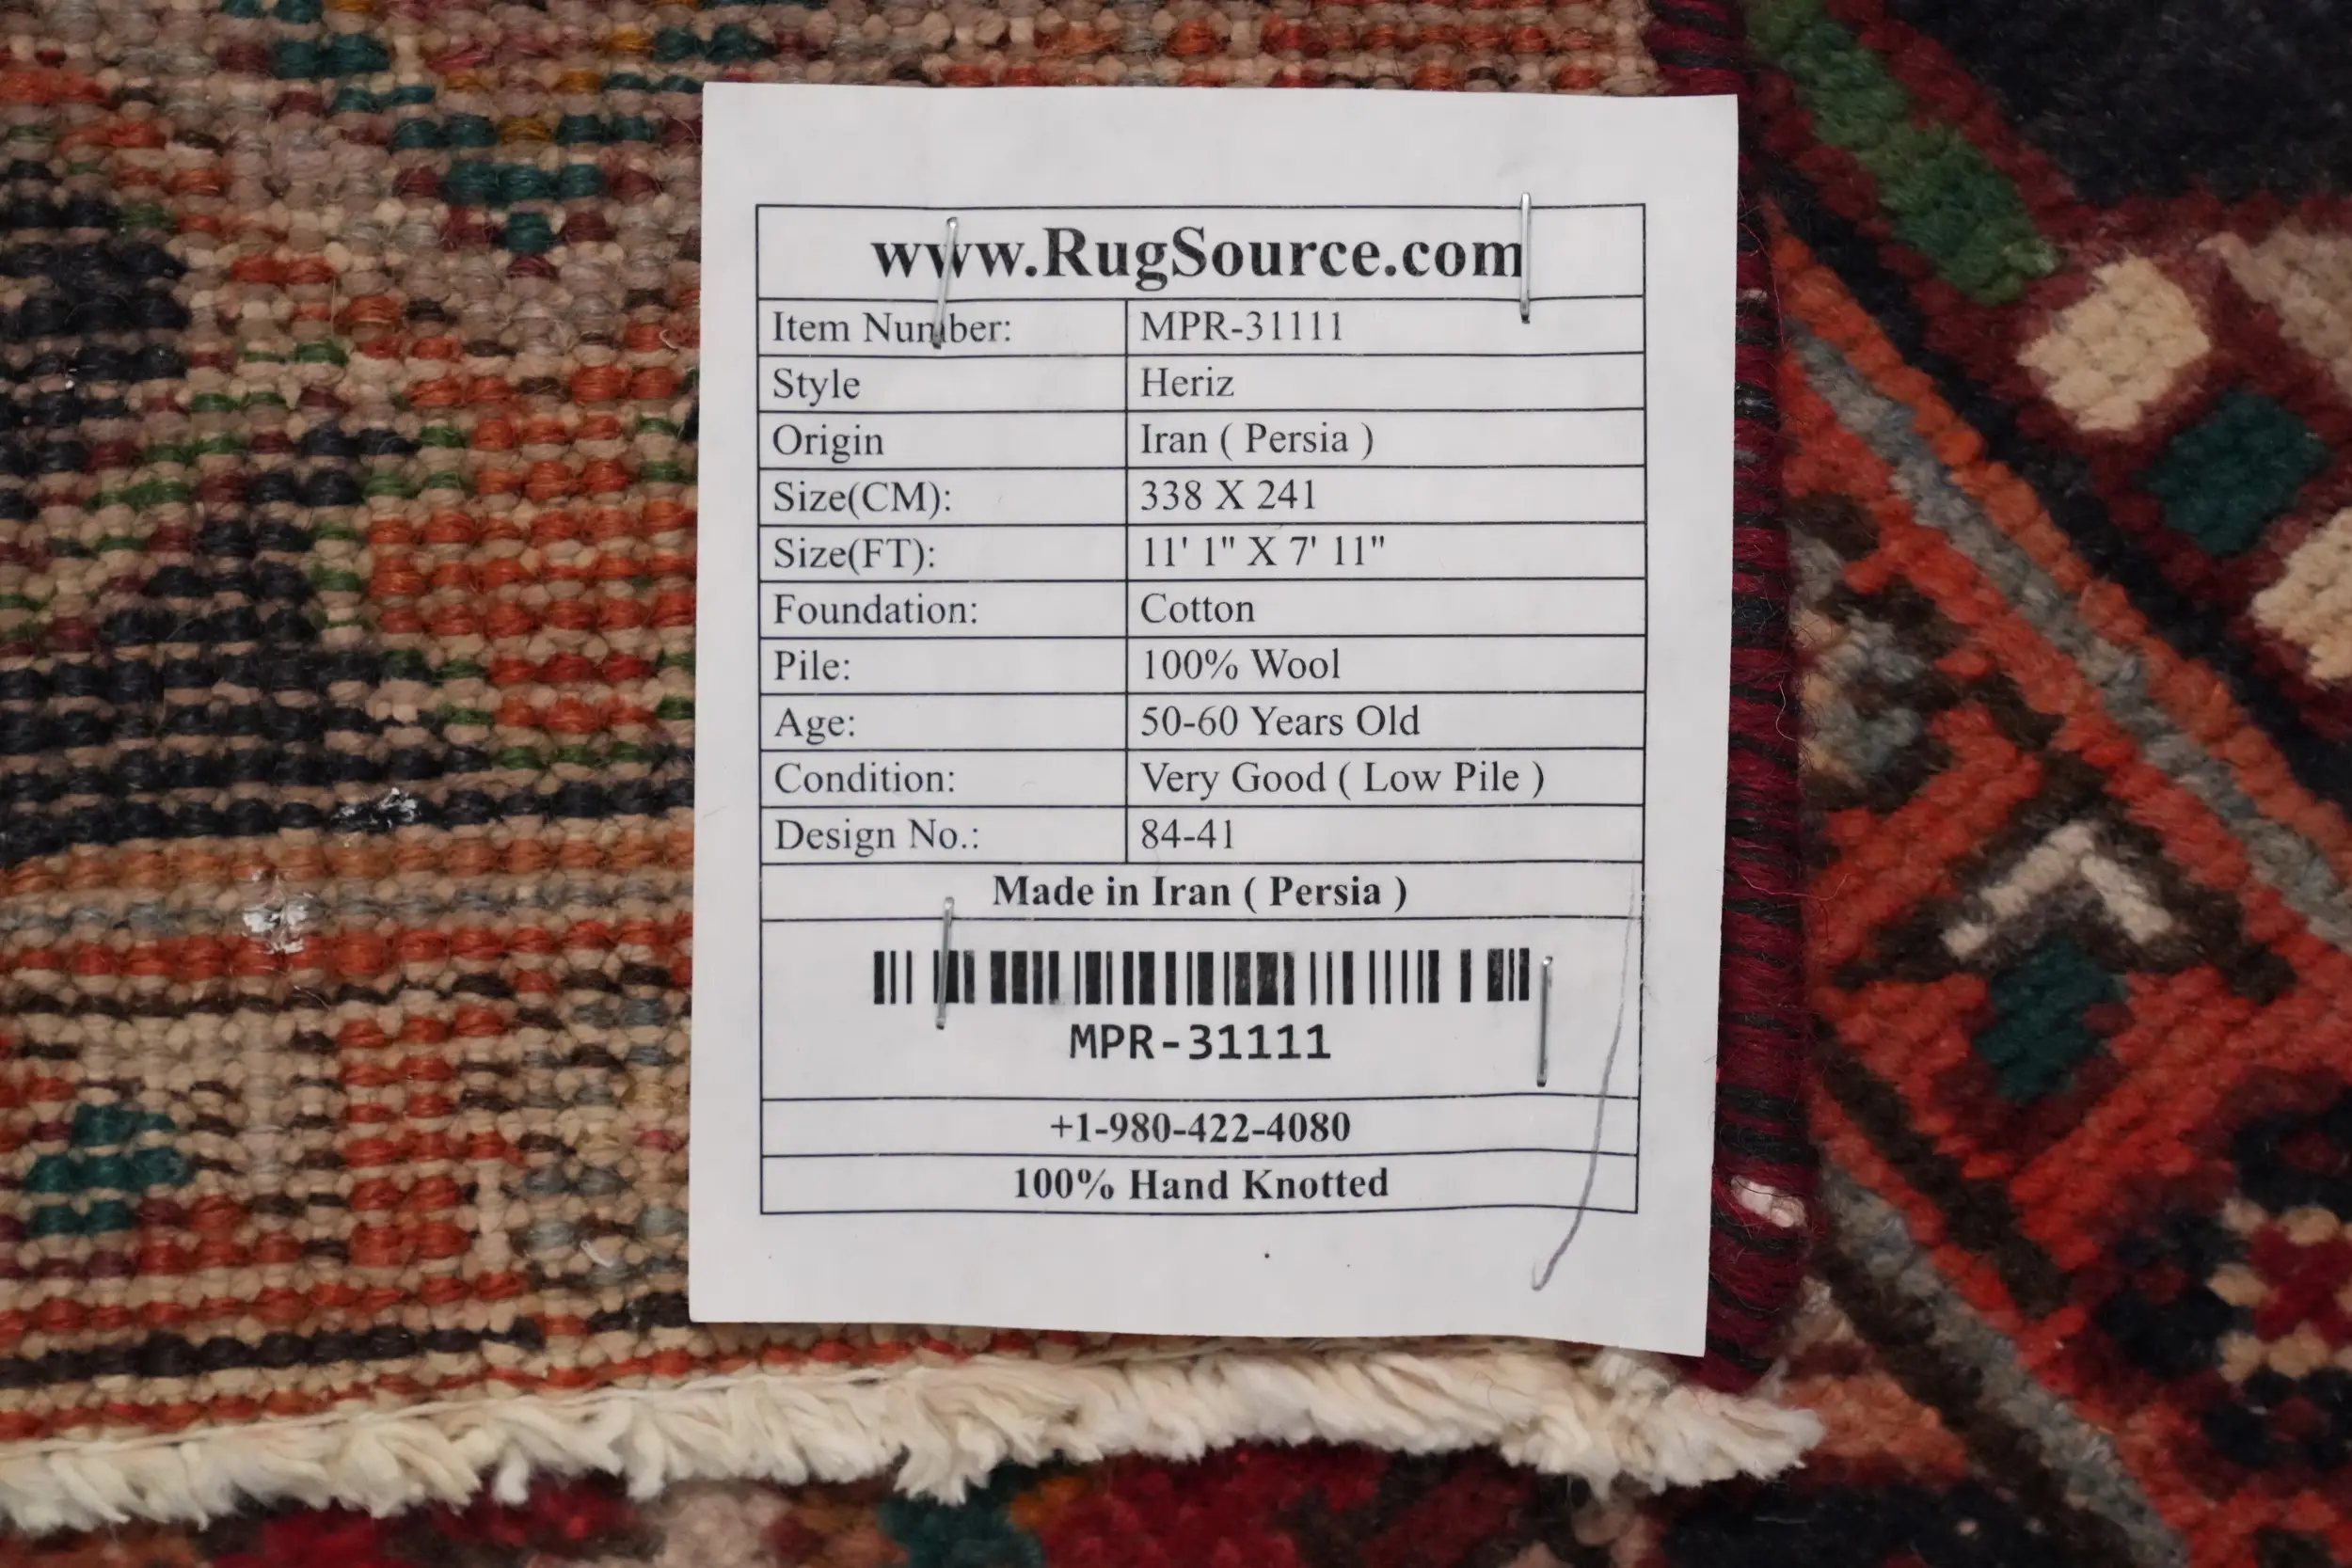 www.RugSource.com
Item Number: MPR-31111
Style Heriz
Origin Iran ( Persia )
Size(CM): 338 X 241
Size(FT): 11' 1" X 7' 11"
Foundation: Cotton
Pile: 100% Wool
Age: 50-60 Years Old
Condition: Very Good ( Low Pile )
Design No.: 84-41
Made in Iran ( Persia )
MPR-31111
+1-980-422-4080
100% Hand Knotted